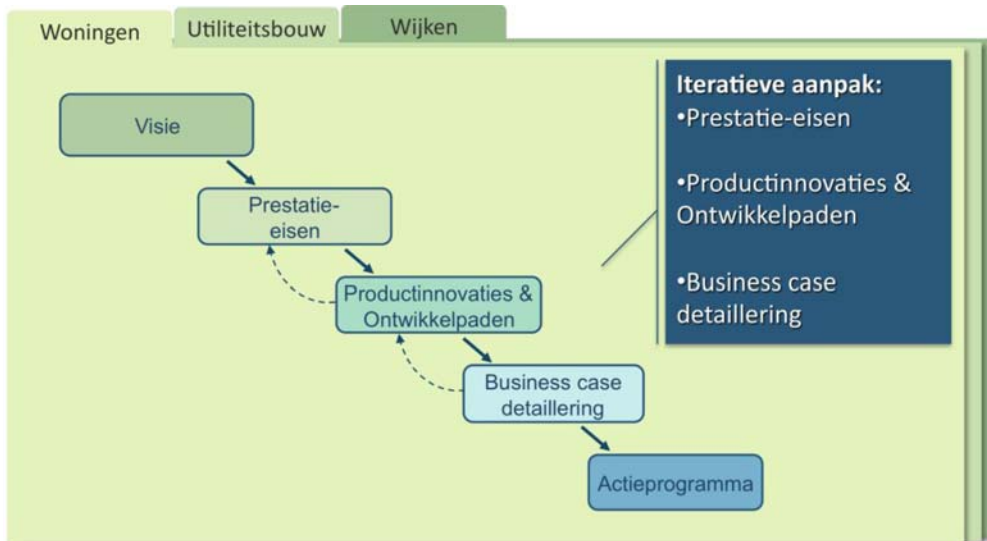 Woningen
Utiliteitsbouw
Wijken
Visie
Prestatie-
eisen
Productinnovaties &
Ontwikkelpaden
Business case
detaillering
Actieprogramma
Iteratieve aanpak:
•Prestatie-eisen
•Productinnovaties &
Ontwikkelpaden
•Business case
detaillering